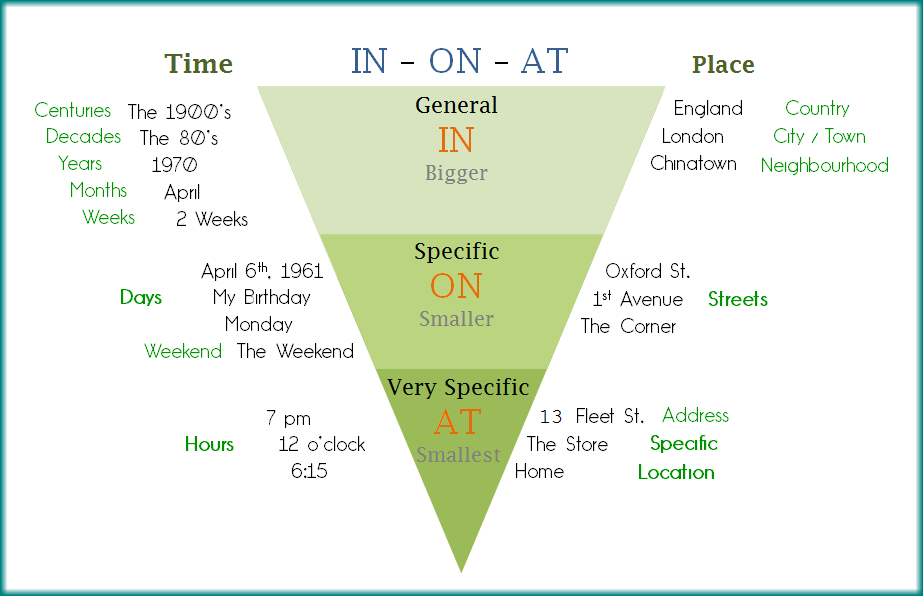 Time IN - ON - AT Place
General
IN
Bigger
Centuries The 1900's
Decades The 80's
Years 1970
Months April
Weeks 2 Weeks
England Country
London City / Town
Chinatown Neighbourhood
Specific
ON
Smaller
April 6th, 1961
Days My Birthday
Monday
Weekend The Weekend
Oxford St.
1st Avenue Streets
The Corner
Very Specific
AT
Smallest
7 pm
Hours 12 o'clock
6:15
13 Fleet St. Address
The Store Specific
Home Location